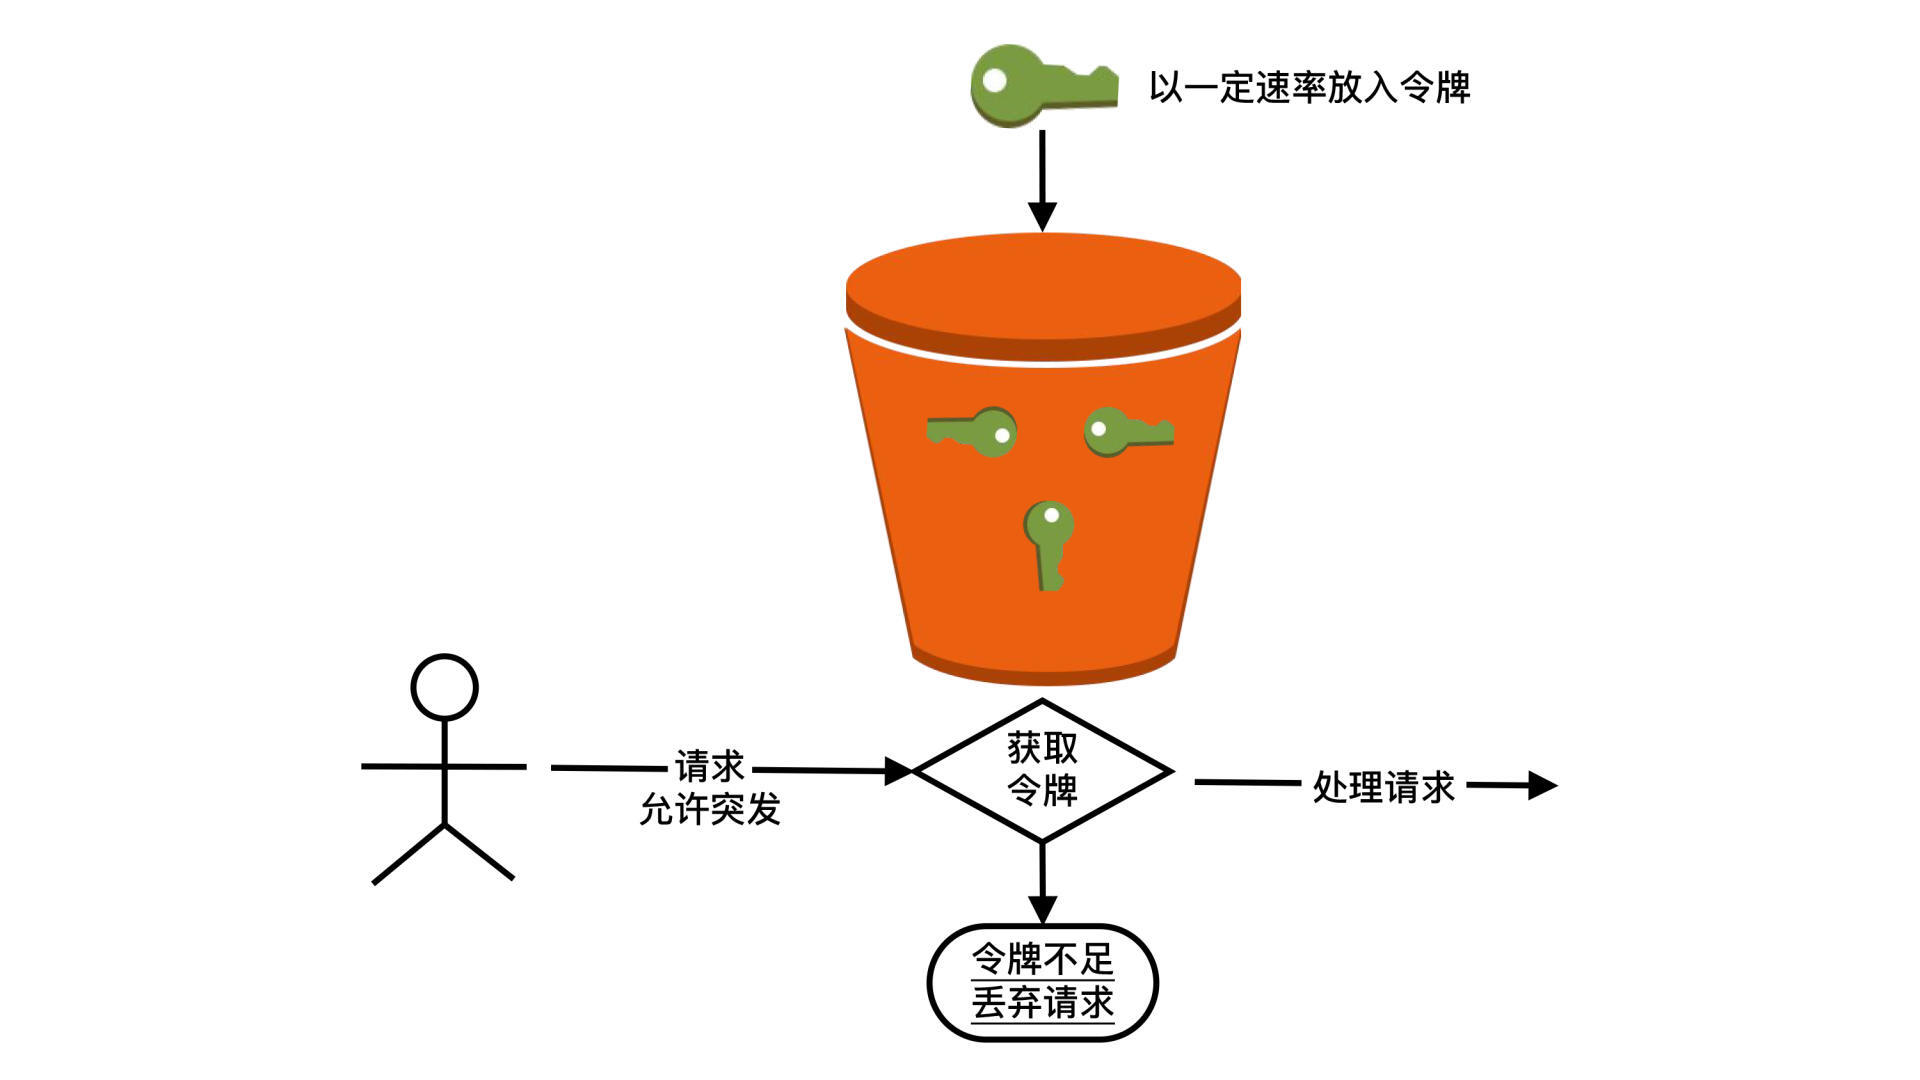 以一定速率放入令牌
请求
允许突发
获取
令牌
处理请求
令牌不足
丢弃请求